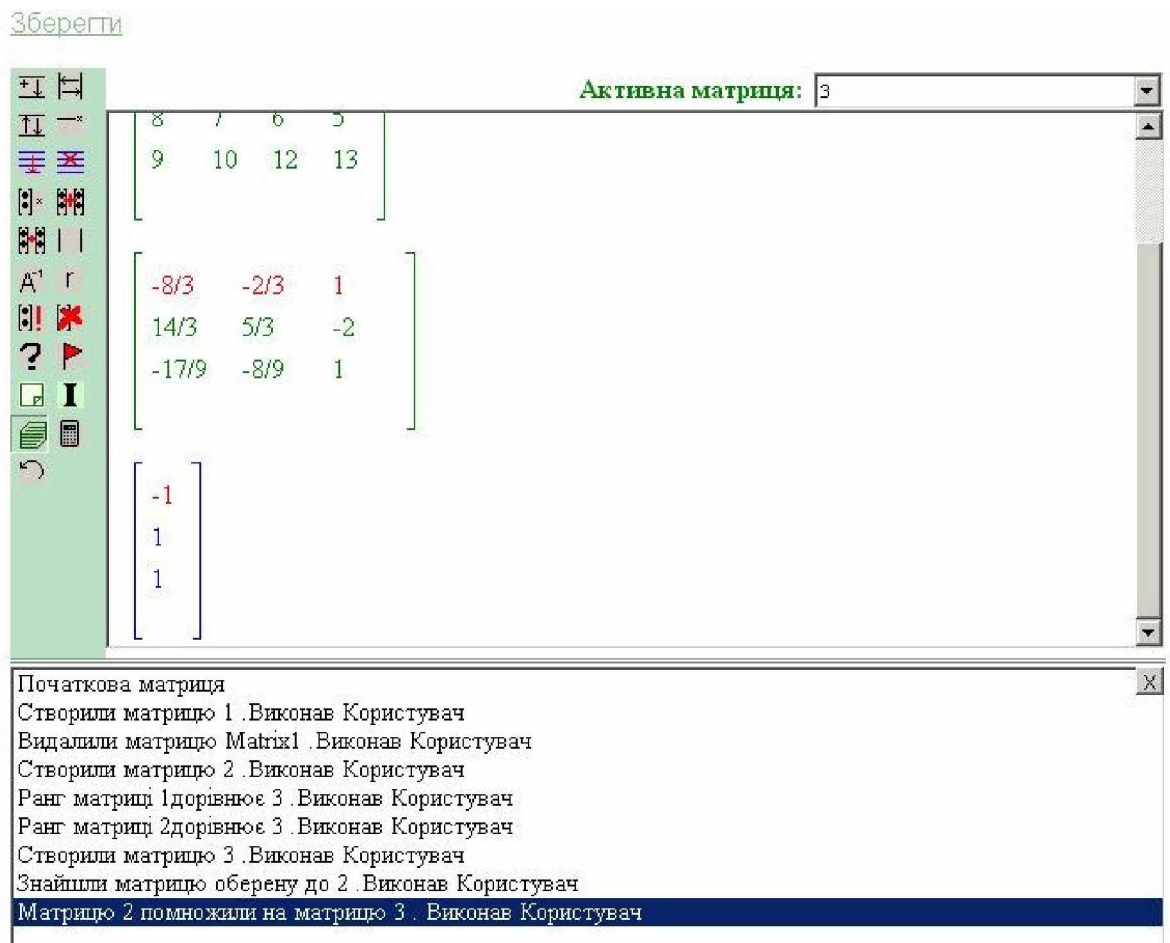 Зберегти
Активна матриця: 3
8 7 6 5
9 10 12 13
-8/3 -2/3 1
14/3 5/3 -2
-17/9 -8/9 1
-1
1
1
A⁻¹ r
Початкова матриця
Створили матрицю 1 .Виконав Користувач
Видалили матрицю Matrix1 .Виконав Користувач
Створили матрицю 2 .Виконав Користувач
Ранг матриці 1дорівнює 3 .Виконав Користувач
Ранг матриці 2дорівнює 3 .Виконав Користувач
Створили матрицю 3 .Виконав Користувач
Знайшли матрицю оберену до 2 .Виконав Користувач
Матрицю 2 помножили на матрицю 3 . Виконав Користувач